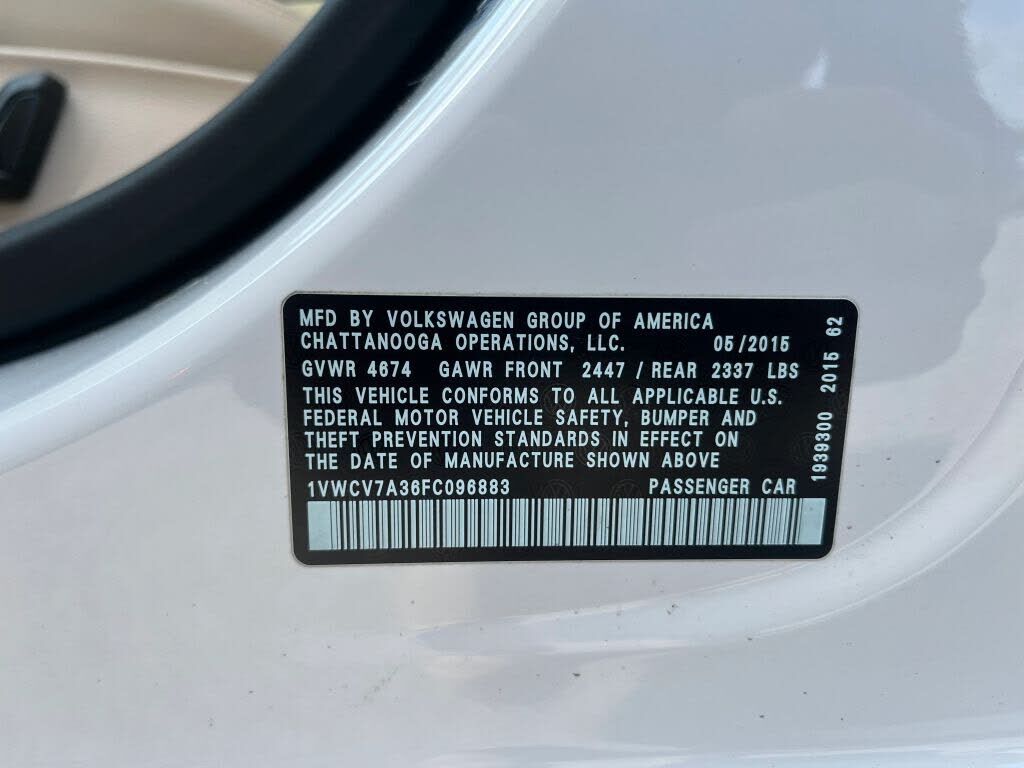 MFD BY VOLKSWAGEN GROUP OF AMERICA
CHATTANOOGA OPERATIONS, LLC. 05/2015
GVWR 4674 GAWR FRONT 2447 / REAR 2337 LBS
THIS VEHICLE CONFORMS TO ALL APPLICABLE U.S.
FEDERAL MOTOR VEHICLE SAFETY, BUMPER AND
THEFT PREVENTION STANDARDS IN EFFECT ON
THE DATE OF MANUFACTURE SHOWN ABOVE
1VWCV7A36FC096883 PASSENGER CAR
1939300 2015 62